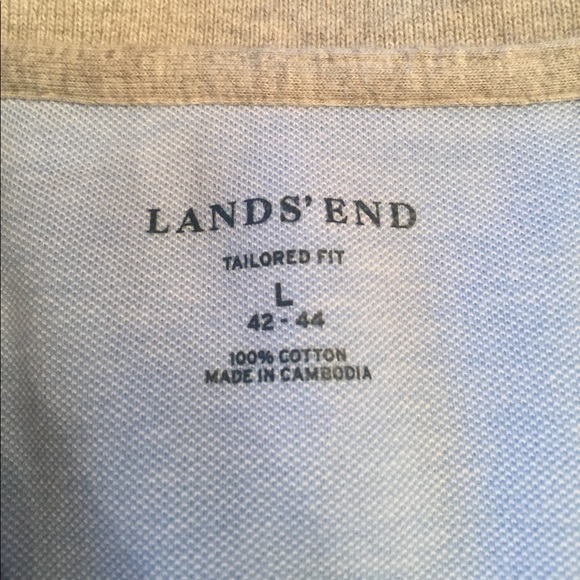 LANDS' END
TAILORED FIT
L
42 - 44
100% COTTON
MADE IN CAMBODIA